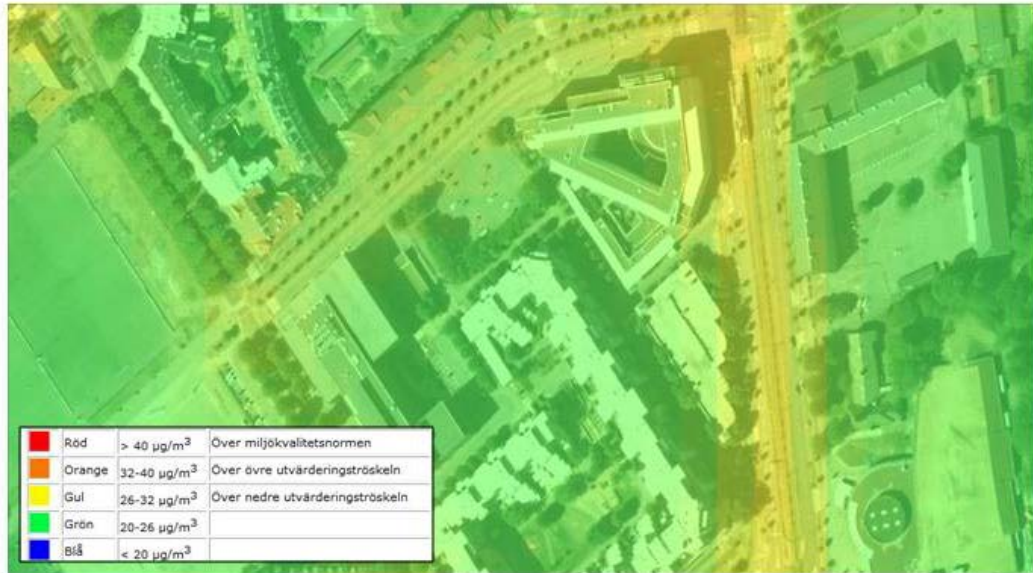 Röd > 40 µg/m³ Över miljökvalitetsnormen
Orange 32-40 µg/m³ Över övre utvärderingströskeln
Gul 26-32 µg/m³ Över nedre utvärderingströskeln
Grön 20-26 µg/m³
Blå < 20 µg/m³